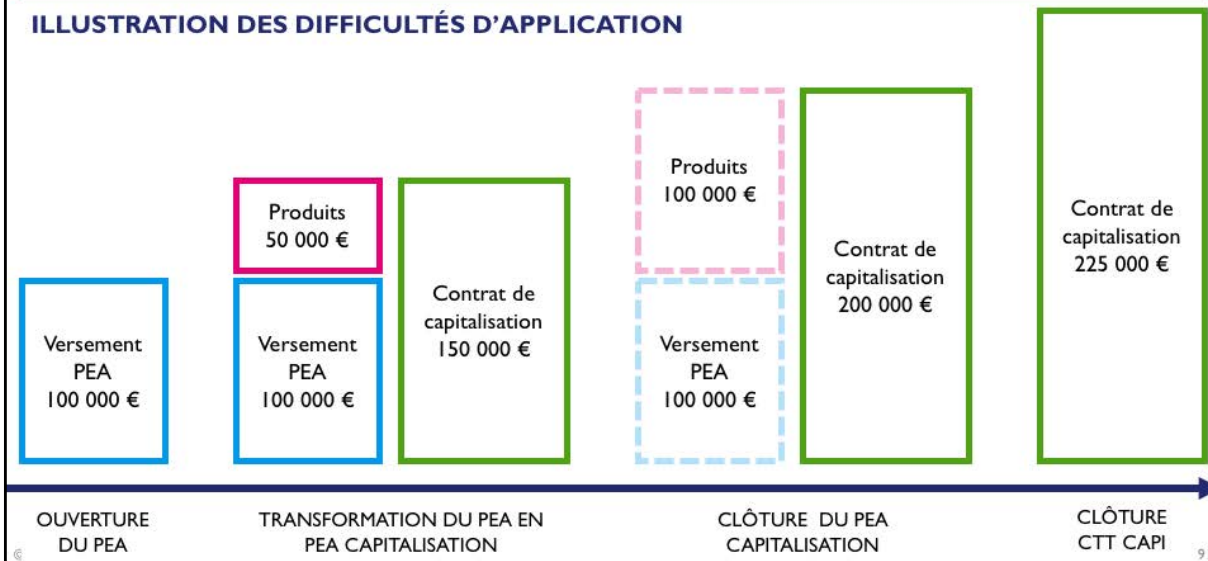 ILLUSTRATION DES DIFFICULTÉS D'APPLICATION
Versement
PEA
100 000 €
Produits
50 000 €
Versement
PEA
100 000 €
Contrat de
capitalisation
150 000 €
Produits
100 000 €
Versement
PEA
100 000 €
Contrat de
capitalisation
200 000 €
Contrat de
capitalisation
225 000 €
OUVERTURE
DU PEA
TRANSFORMATION DU PEA EN
PEA CAPITALISATION
CLÔTURE DU PEA
CAPITALISATION
CLÔTURE
CTT CAPI
©
9